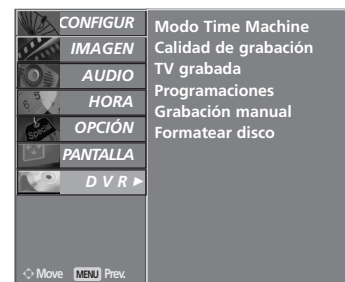 CONFIGUR
IMAGEN
AUDIO
HORA
OPCIÓN
PANTALLA
D V R ►
Modo Time Machine
Calidad de grabación
TV grabada
Programaciones
Grabación manual
Formatear disco
Move MENU Prev.